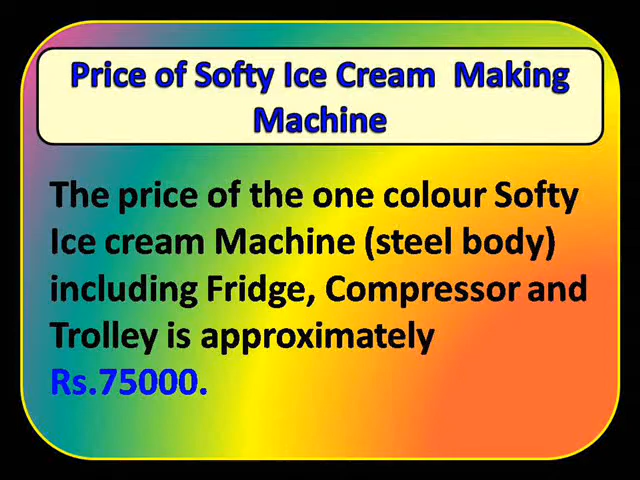 Price of Softy Ice Cream Making
Machine
The price of the one colour Softy
Ice cream Machine (steel body)
including Fridge, Compressor and
Trolley is approximately
Rs.75000.